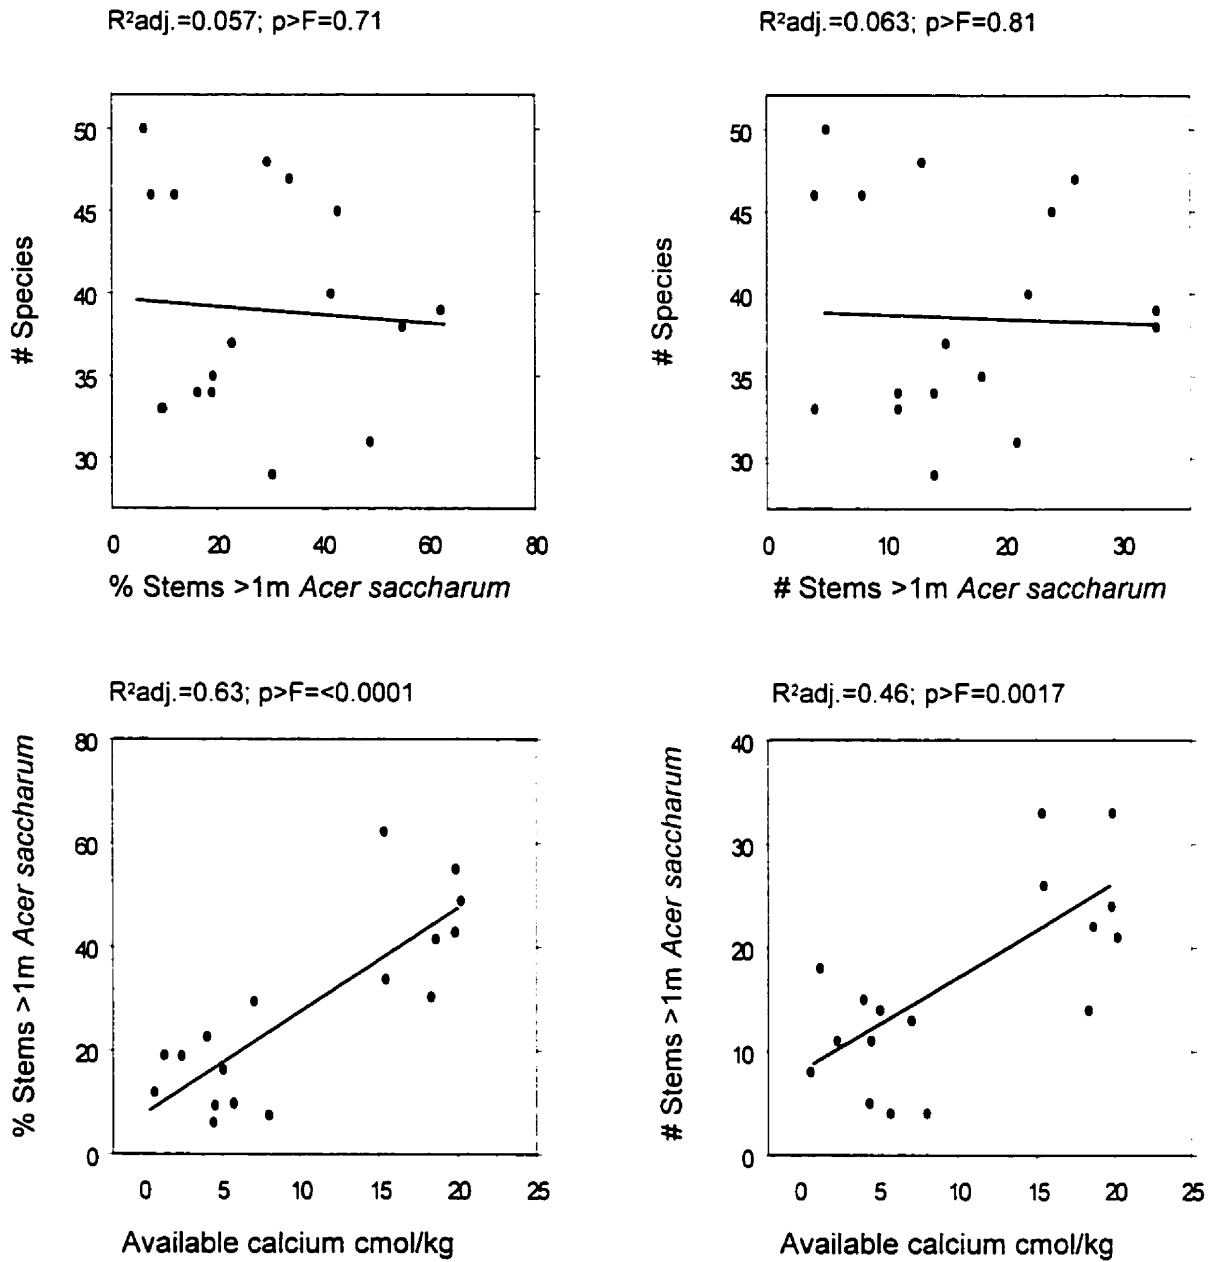 R²adj.=0.057; p>F=0.71
50
45
40
35
30
# Species
0 20 40 60 80
% Stems >1m Acer saccharum
R²adj.=0.063; p>F=0.81
50
45
40
35
30
# Species
0 10 20 30
# Stems >1m Acer saccharum
R²adj.=0.63; p>F=<0.0001
80
60
40
20
0
% Stems >1m Acer saccharum
0 5 10 15 20 25
Available calcium cmol/kg
R²adj.=0.46; p>F=0.0017
40
30
20
10
0
# Stems >1m Acer saccharum
0 5 10 15 20 25
Available calcium cmol/kg